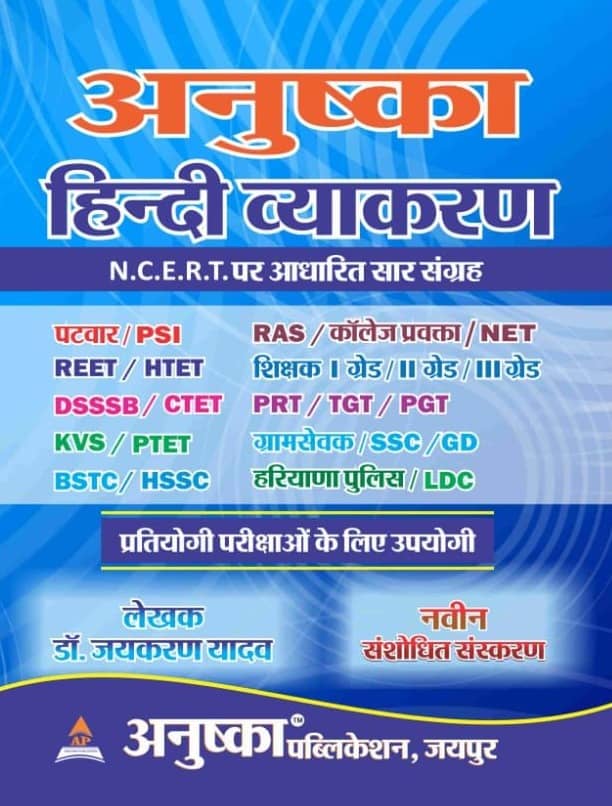 अनुष्का
हिन्दी व्याकरण
N.C.E.R.T. पर आधारित सार संग्रह
पटवार / PSI
REET / HTET
DSSSB / CTET
KVS / PTET
BSTC / HSSC
RAS / कॉलेज प्रवक्ता / NET
शिक्षक I ग्रेड / II ग्रेड / III ग्रेड
PRT / TGT / PGT
ग्रामसेवक / SSC / GD
हरियाणा पुलिस / LDC
प्रतियोगी परीक्षाओं के लिए उपयोगी
लेखक
डॉ. जयकरण यादव
नवीन
संशोधित संस्करण
AP
अनुष्का TM पब्लिकेशन, जयपुर